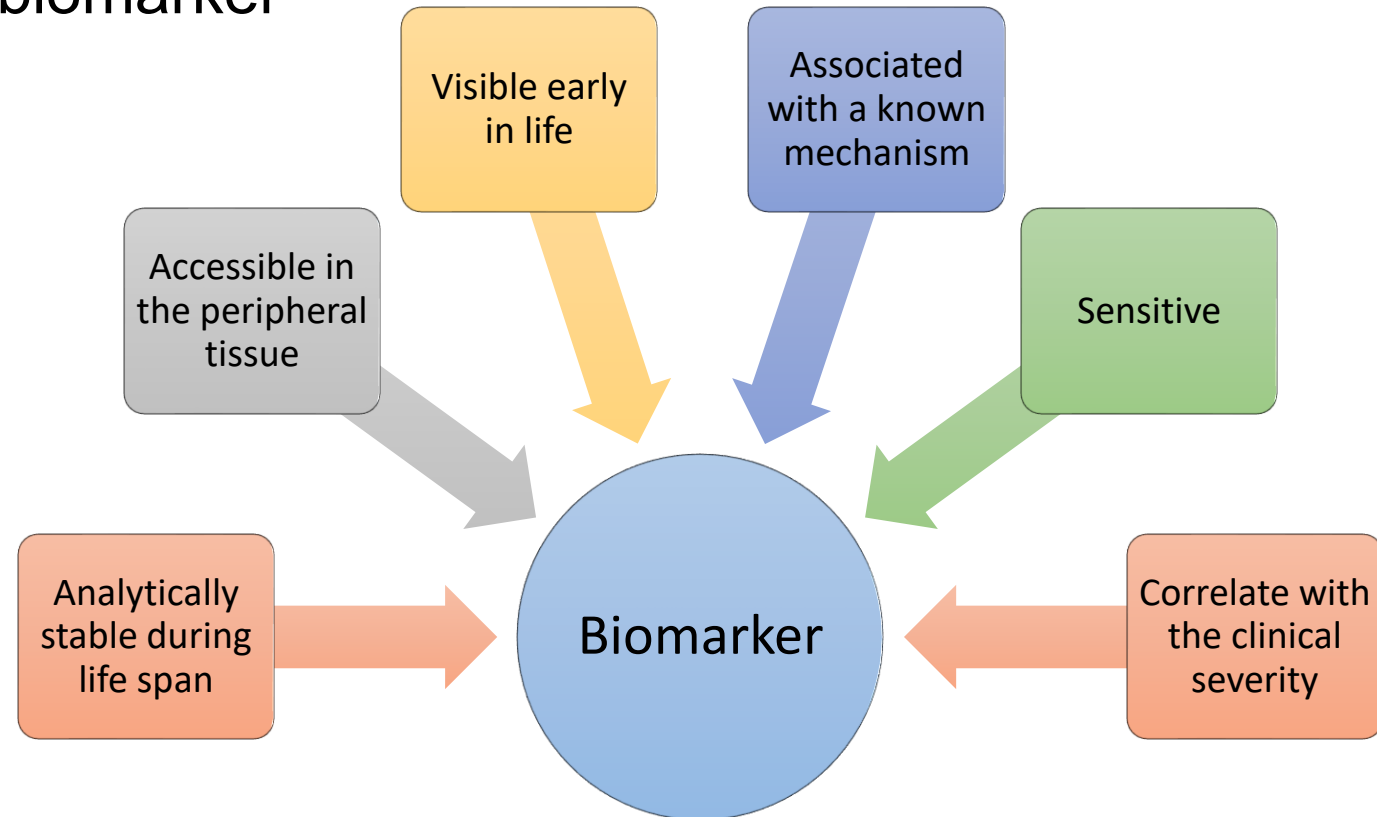 biomarker
Visible early
in life
Associated
with a known
mechanism
Accessible in
the peripheral
tissue
Sensitive
Analytically
stable during
life span
Biomarker
Correlate with
the clinical
severity